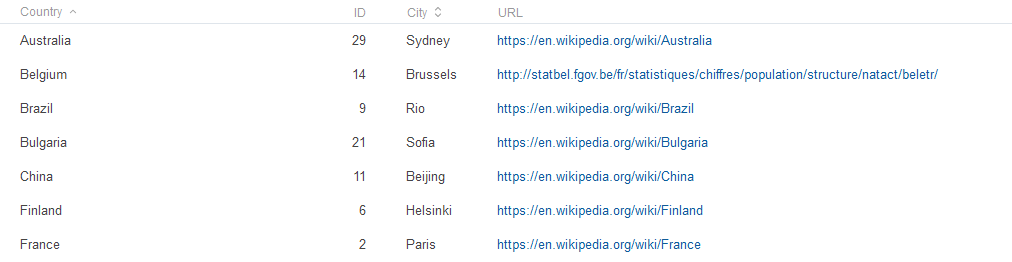 Country ID City URL
Australia 29 Sydney https://en.wikipedia.org/wiki/Australia
Belgium 14 Brussels http://statbel.fgov.be/fr/statistiques/chiffres/population/structure/natact/beletr/
Brazil 9 Rio https://en.wikipedia.org/wiki/Brazil
Bulgaria 21 Sofia https://en.wikipedia.org/wiki/Bulgaria
China 11 Beijing https://en.wikipedia.org/wiki/China
Finland 6 Helsinki https://en.wikipedia.org/wiki/Finland
France 2 Paris https://en.wikipedia.org/wiki/France